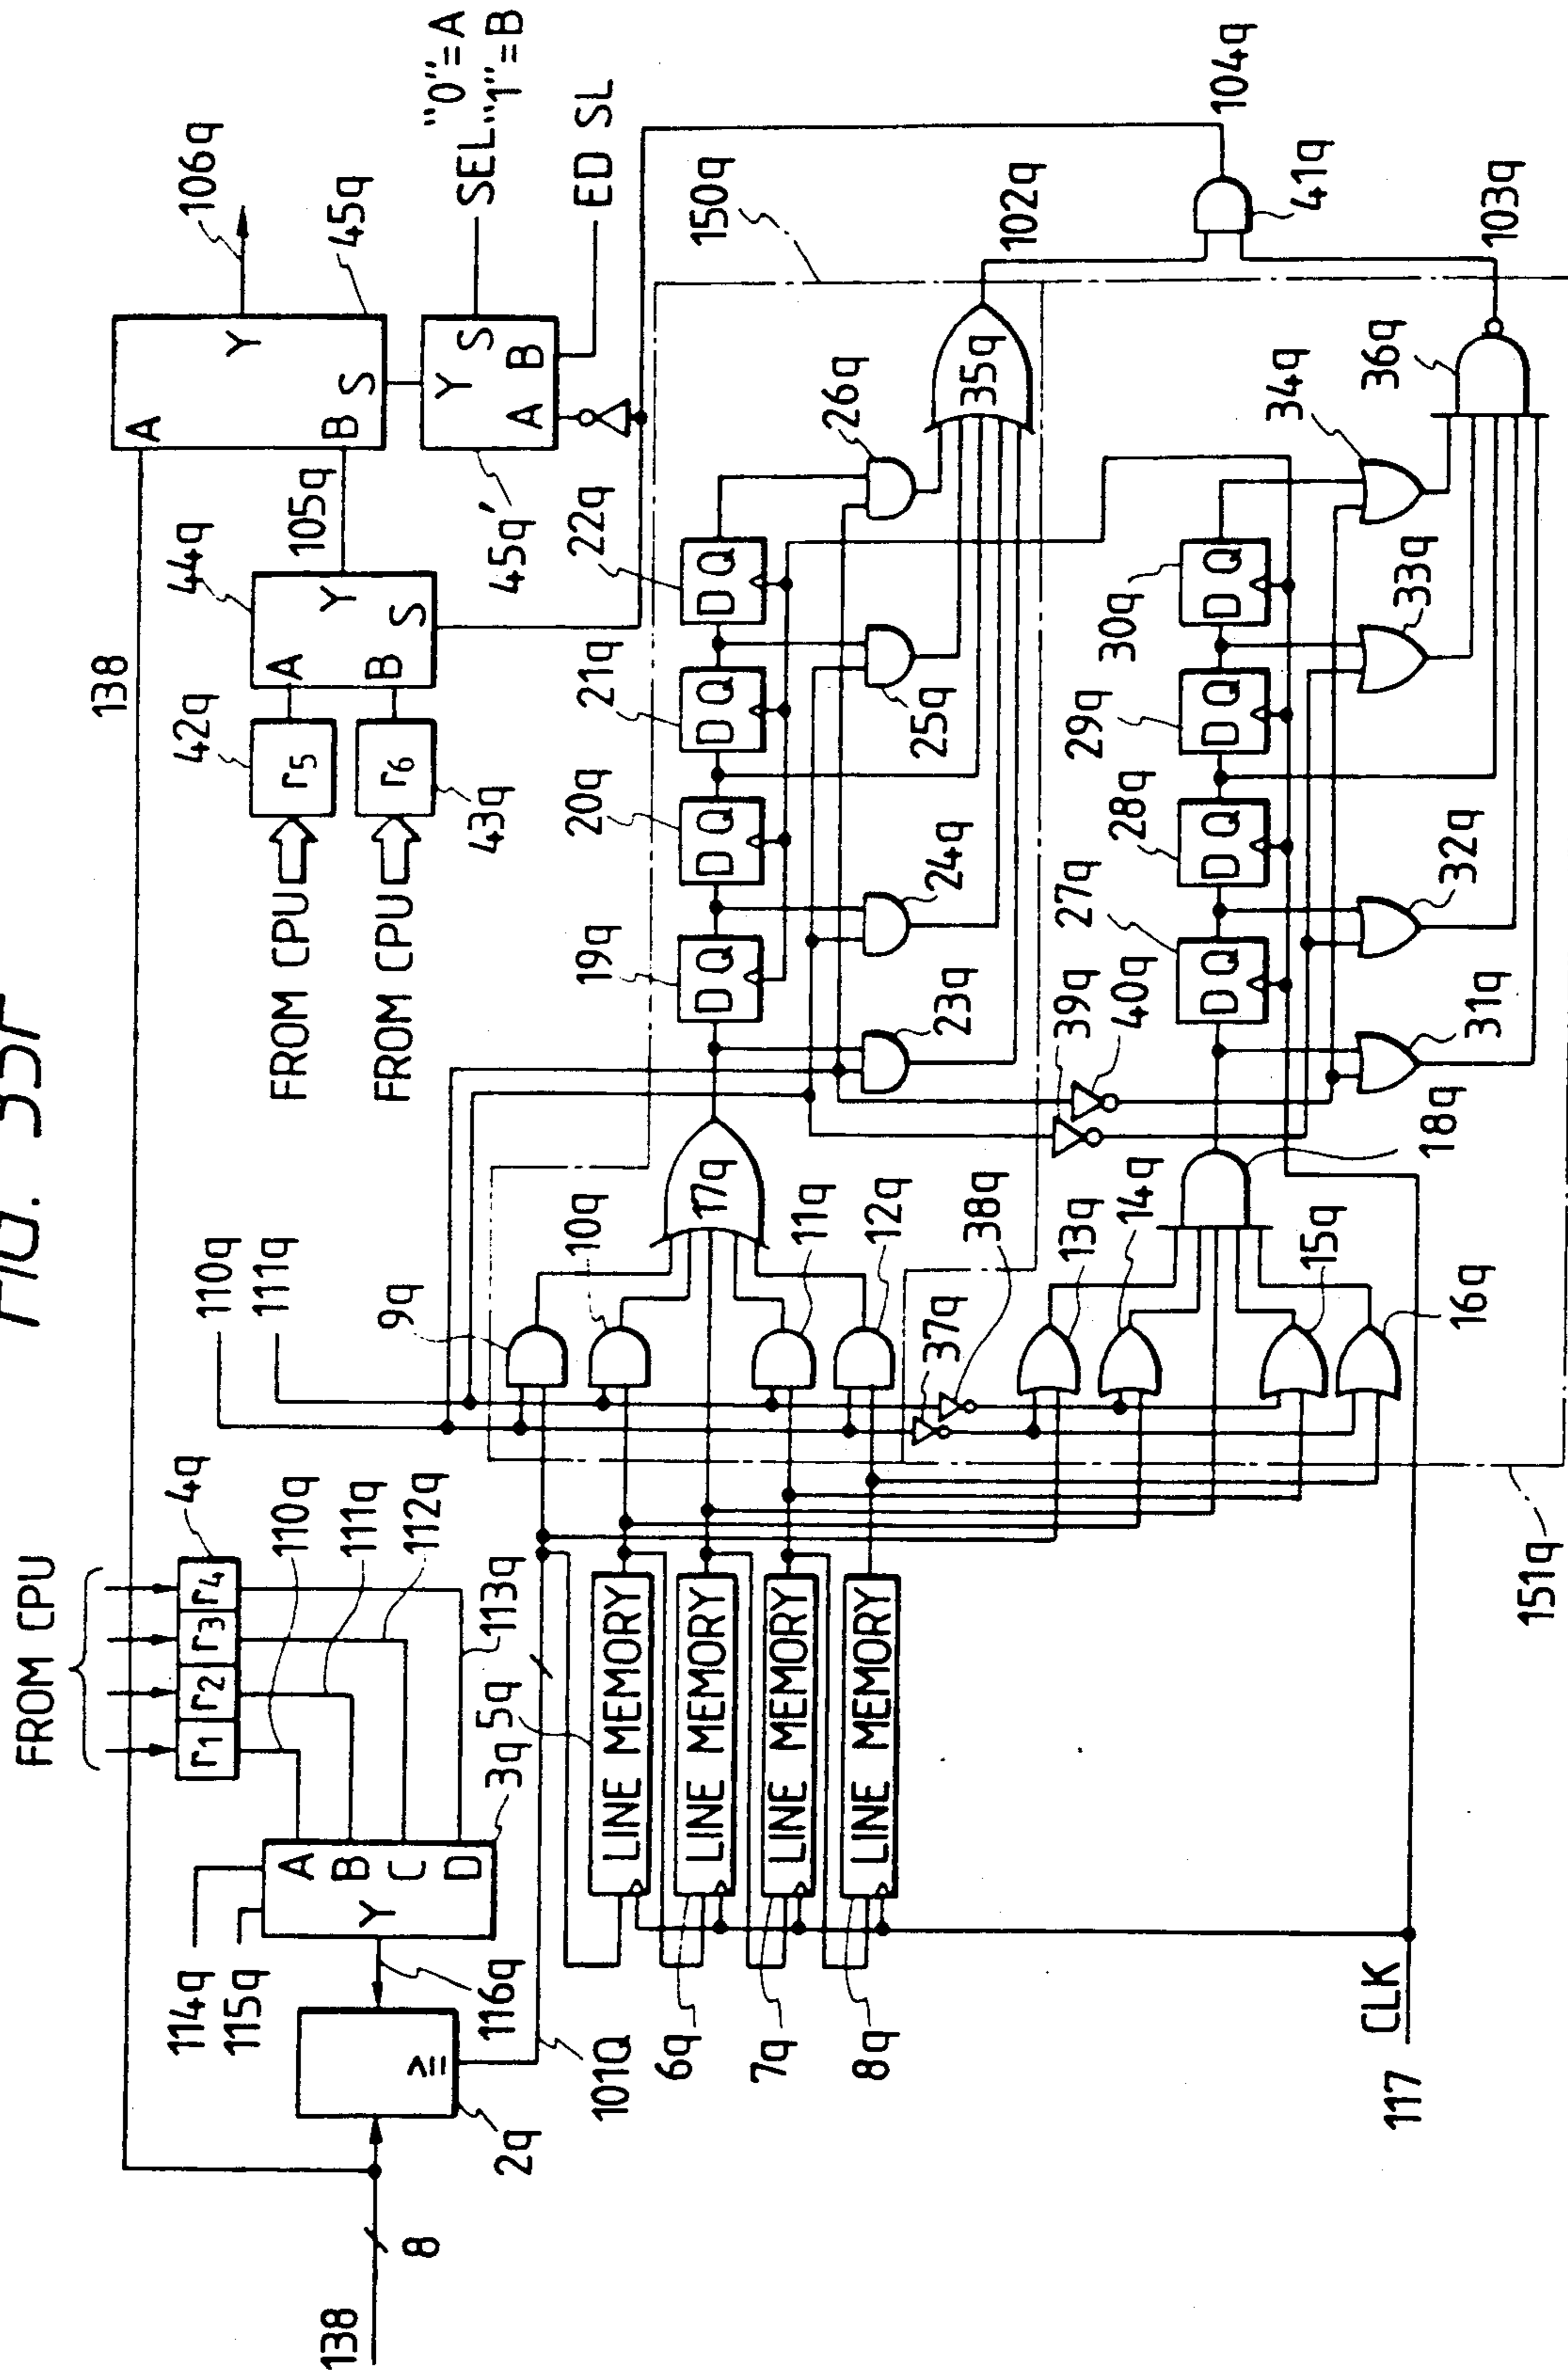 FIG. 35F
FROM CPU
r1 r2 r3 r4
4q
110q
111q
112q
113q
114q
115q
A
B
C
D
Y
3q
116q
138
8
≥
2q
101Q
138
110q
111q
5q
LINE MEMORY
6q
LINE MEMORY
7q
LINE MEMORY
8q
LINE MEMORY
117 CLK
9q
10q
11q
12q
17q
37q
38q
13q
14q
15q
16q
18q
151q
FROM CPU
r5
42q
FROM CPU
r6
43q
44q
A
B
Y
S
105q
A
B
Y
S
45q
106q
Y
S
A
B
45q'
SEL "0"=A
"1"=B
ED SL
150q
19q
D Q
20q
D Q
21q
D Q
22q
D Q
23q
24q
25q
26q
35q
102q
39q
40q
27q
D Q
28q
D Q
29q
D Q
30q
D Q
31q
32q
33q
34q
36q
103q
41q
104q